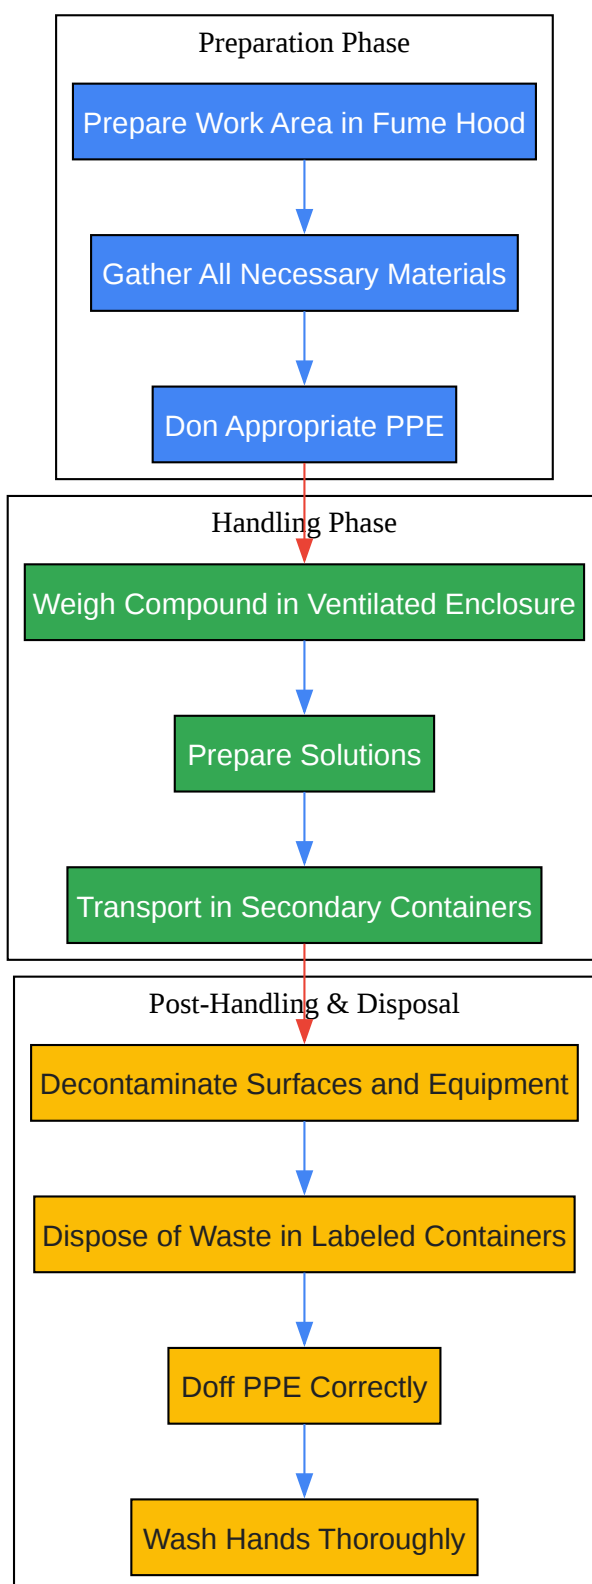 Preparation Phase
Prepare Work Area in Fume Hood
Gather All Necessary Materials
Don Appropriate PPE
Handling Phase
Weigh Compound in Ventilated Enclosure
Prepare Solutions
Transport in Secondary Containers
Post-Handling & Disposal
Decontaminate Surfaces and Equipment
Dispose of Waste in Labeled Containers
Doff PPE Correctly
Wash Hands Thoroughly